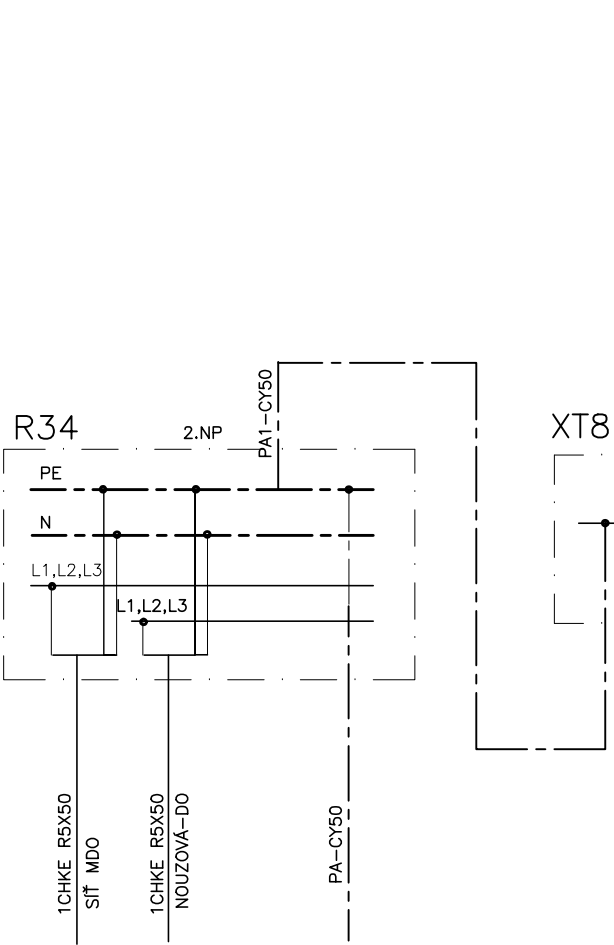 PA1-CY50
R34
2.NP
XT8
PE
N
L1,L2,L3
L1,L2,L3
1CHKE R5X50
SÍŤ MDO
1CHKE R5X50
NOUZOVÁ-DO
PA-CY50